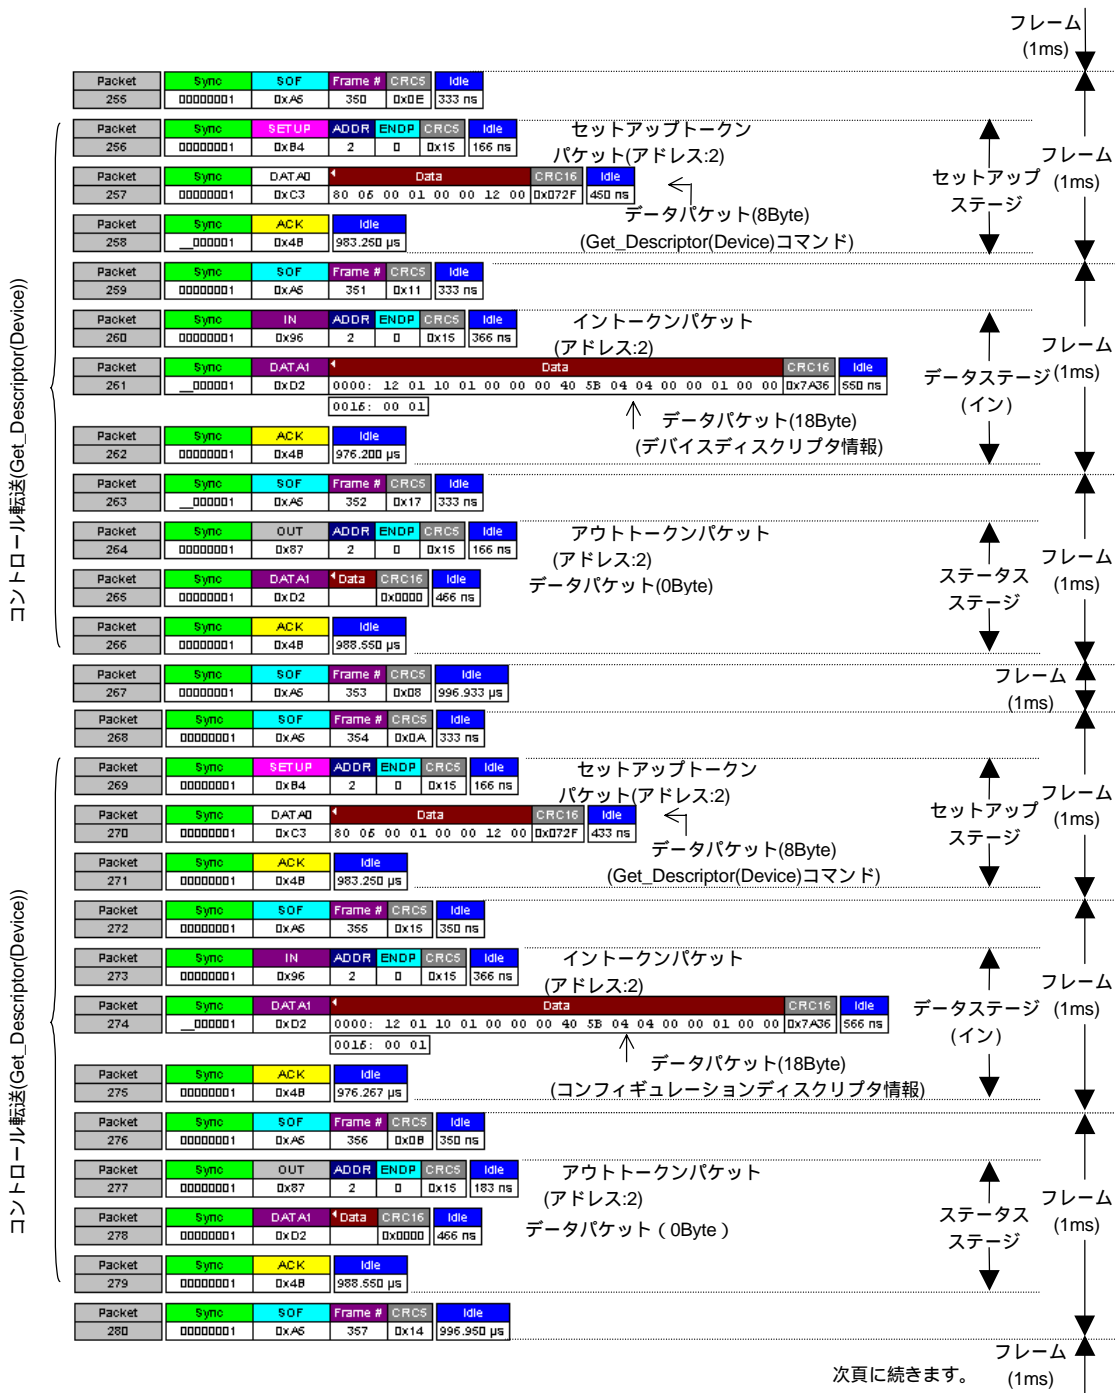 フレーム
(1ms)
Packet Sync SOF Frame # CRC5 Idle
255 00000001 0xA5 350 0x0E 333 ns
Packet Sync SETUP ADDR ENDP CRC5 Idle
256 00000001 0xB4 2 0 0x15 166 ns
セットアップトークン
パケット(アドレス:2)
Packet Sync DATA0 Data CRC16 Idle
257 00000001 0xC3 80 06 00 01 00 00 12 00 0x072F 450 ns
データパケット(8Byte)
(Get_Descriptor(Device)コマンド)
Packet Sync ACK Idle
258 __000001 0x4B 983.250 µs
セットアップ
ステージ
フレーム
(1ms)
Packet Sync SOF Frame # CRC5 Idle
259 00000001 0xA5 351 0x11 333 ns
Packet Sync IN ADDR ENDP CRC5 Idle
260 00000001 0x96 2 0 0x15 366 ns
イントークンパケット
(アドレス:2)
Packet Sync DATA1 Data CRC16 Idle
261 __000001 0xD2 0000: 12 01 10 01 00 00 00 40 5B 04 04 00 00 01 00 00 0x7A36 550 ns
0016: 00 01
データパケット(18Byte)
(デバイスディスクリプタ情報)
Packet Sync ACK Idle
262 00000001 0x4B 976.200 µs
データステージ
(イン)
フレーム
(1ms)
Packet Sync SOF Frame # CRC5 Idle
263 __000001 0xA5 352 0x17 333 ns
Packet Sync OUT ADDR ENDP CRC5 Idle
264 00000001 0x87 2 0 0x15 166 ns
アウトトークンパケット
(アドレス:2)
Packet Sync DATA1 Data CRC16 Idle
265 00000001 0xD2 0x0000 466 ns
データパケット(0Byte)
Packet Sync ACK Idle
266 00000001 0x4B 988.550 µs
ステータス
ステージ
フレーム
(1ms)
コントロール転送(Get_Descriptor(Device))
Packet Sync SOF Frame # CRC5 Idle
267 00000001 0xA5 353 0x08 996.933 µs
フレーム
(1ms)
Packet Sync SOF Frame # CRC5 Idle
268 00000001 0xA5 354 0x0A 333 ns
Packet Sync SETUP ADDR ENDP CRC5 Idle
269 00000001 0xB4 2 0 0x15 166 ns
セットアップトークン
パケット(アドレス:2)
Packet Sync DATA0 Data CRC16 Idle
270 00000001 0xC3 80 06 00 01 00 00 12 00 0x072F 433 ns
データパケット(8Byte)
(Get_Descriptor(Device)コマンド)
Packet Sync ACK Idle
271 00000001 0x4B 983.250 µs
セットアップ
ステージ
フレーム
(1ms)
Packet Sync SOF Frame # CRC5 Idle
272 00000001 0xA5 355 0x15 350 ns
Packet Sync IN ADDR ENDP CRC5 Idle
273 00000001 0x96 2 0 0x15 366 ns
イントークンパケット
(アドレス:2)
Packet Sync DATA1 Data CRC16 Idle
274 __000001 0xD2 0000: 12 01 10 01 00 00 00 40 5B 04 04 00 00 01 00 00 0x7A36 566 ns
0016: 00 01
データパケット(18Byte)
(コンフィギュレーションディスクリプタ情報)
Packet Sync ACK Idle
275 00000001 0x4B 976.267 µs
データステージ
(イン)
フレーム
(1ms)
Packet Sync SOF Frame # CRC5 Idle
276 00000001 0xA5 356 0x0B 350 ns
Packet Sync OUT ADDR ENDP CRC5 Idle
277 00000001 0x87 2 0 0x15 183 ns
アウトトークンパケット
(アドレス:2)
Packet Sync DATA1 Data CRC16 Idle
278 00000001 0xD2 0x0000 466 ns
データパケット(0Byte)
Packet Sync ACK Idle
279 00000001 0x4B 988.550 µs
ステータス
ステージ
フレーム
(1ms)
コントロール転送(Get_Descriptor(Device))
Packet Sync SOF Frame # CRC5 Idle
280 00000001 0xA5 357 0x14 996.950 µs
フレーム
(1ms)
次頁に続きます。